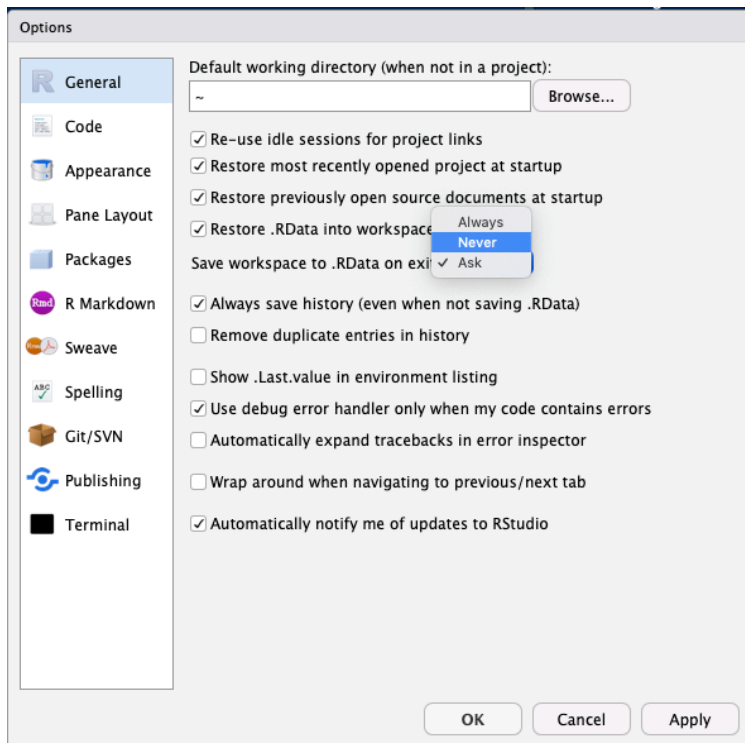 Options
General
Code
Appearance
Pane Layout
Packages
Rmd R Markdown
Sweave
ABC Spelling
Git/SVN
Publishing
Terminal
Default working directory (when not in a project):
~ Browse...
Re-use idle sessions for project links
Restore most recently opened project at startup
Restore previously open source documents at startup
Restore .RData into workspace
Save workspace to .RData on exi
Always
Never
Ask
Always save history (even when not saving .RData)
Remove duplicate entries in history
Show .Last.value in environment listing
Use debug error handler only when my code contains errors
Automatically expand tracebacks in error inspector
Wrap around when navigating to previous/next tab
Automatically notify me of updates to RStudio
OK Cancel Apply